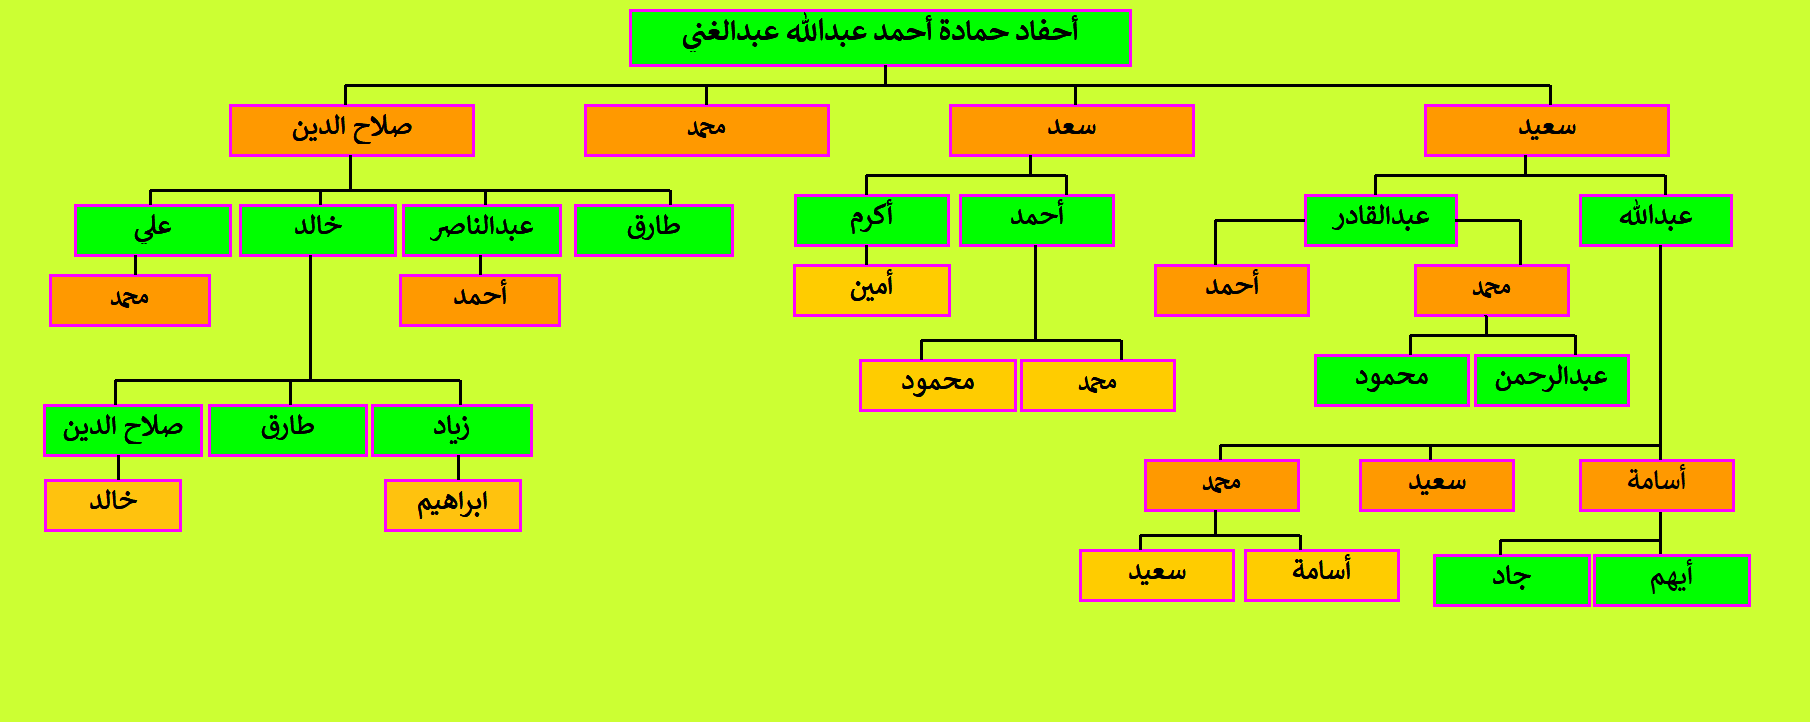 أحفاد حمادة أحمد عبدالله عبدالغني
سعيد
سعد
محمد
صلاح الدين
عبدالله
عبدالقادر
أحمد
أكرم
طارق
عبدالناصر
خالد
علي
محمد
أحمد
أمين
أحمد
محمد
عبدالرحمن
محمود
محمد
محمود
زياد
طارق
صلاح الدين
أسامة
سعيد
محمد
ابراهيم
خالد
أيهم
جاد
أسامة
سعيد